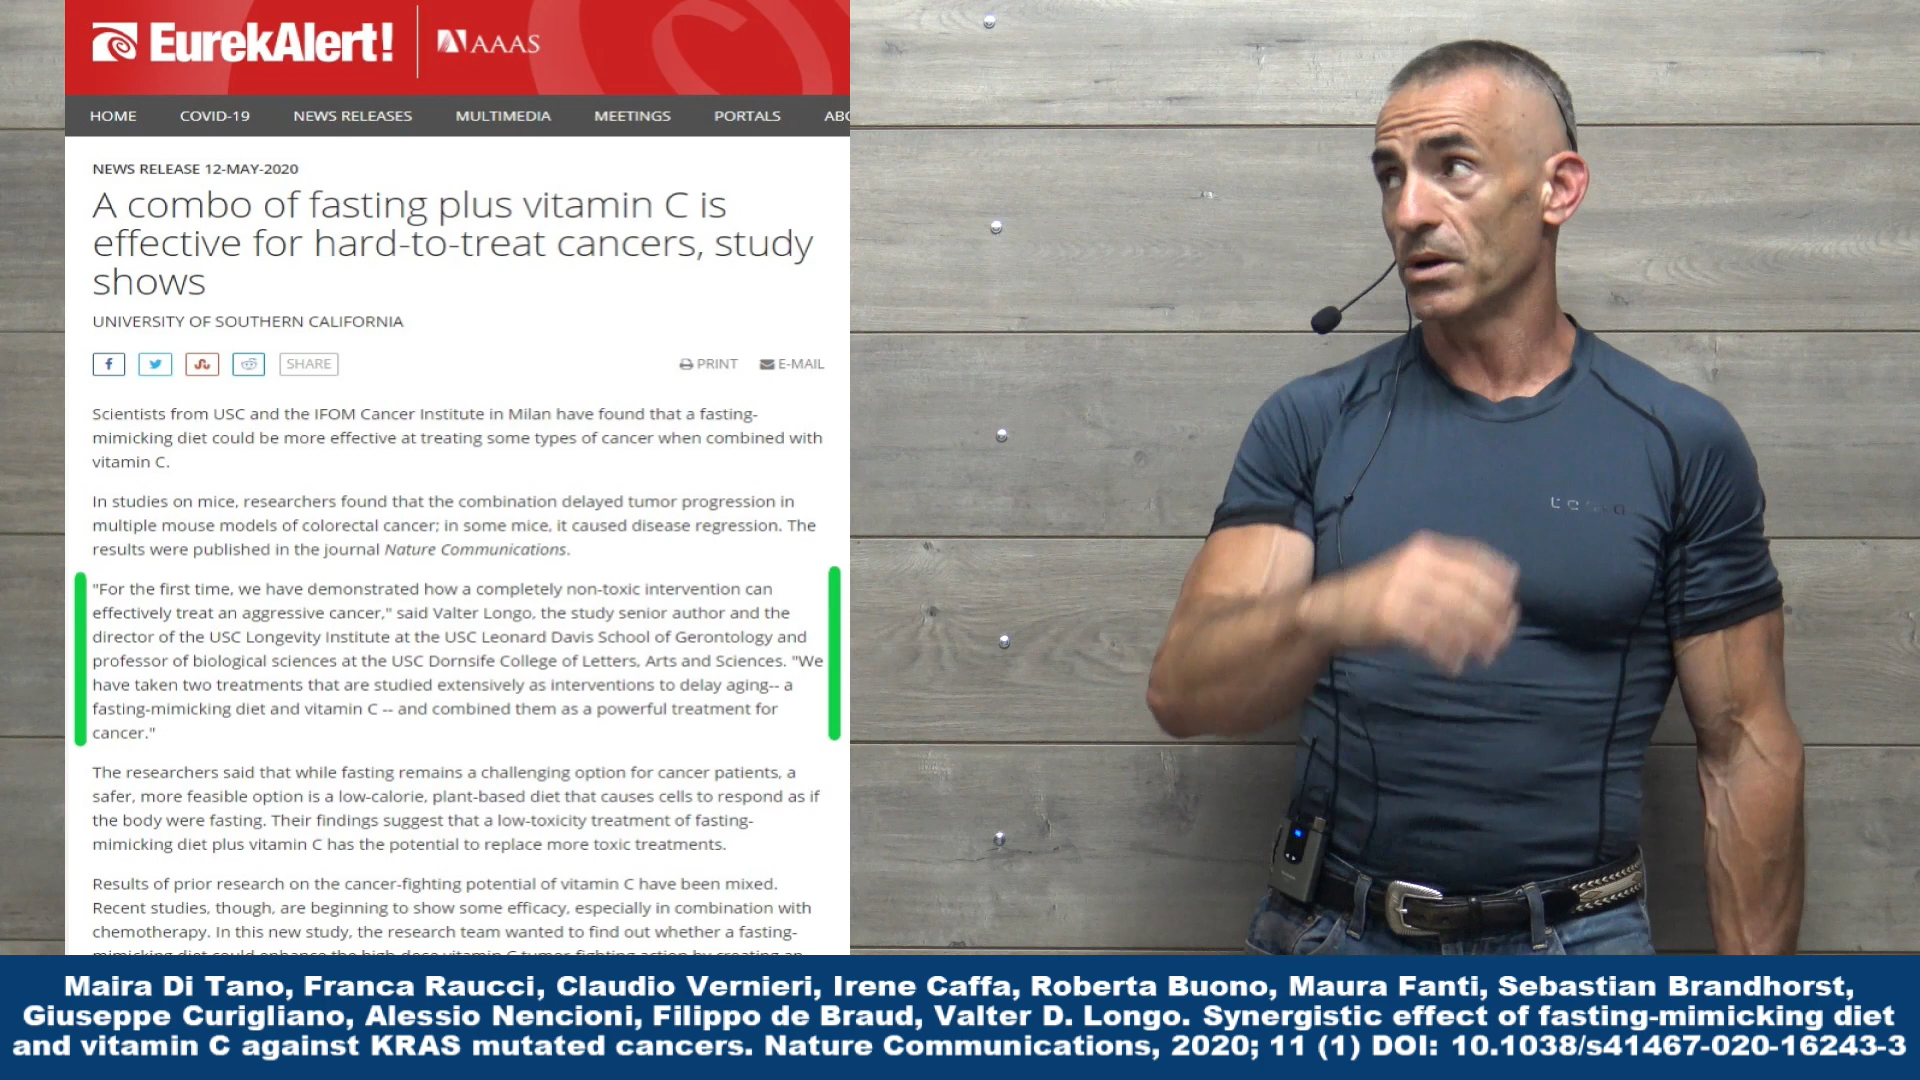 EurekAlert! AAAS
HOME COVID-19 NEWS RELEASES MULTIMEDIA MEETINGS PORTALS ABO
NEWS RELEASE 12-MAY-2020
A combo of fasting plus vitamin C is
effective for hard-to-treat cancers, study
shows
UNIVERSITY OF SOUTHERN CALIFORNIA
SHARE PRINT E-MAIL
Scientists from USC and the IFOM Cancer Institute in Milan have found that a fasting-
mimicking diet could be more effective at treating some types of cancer when combined with
vitamin C.
In studies on mice, researchers found that the combination delayed tumor progression in
multiple mouse models of colorectal cancer; in some mice, it caused disease regression. The
results were published in the journal Nature Communications.
"For the first time, we have demonstrated how a completely non-toxic intervention can
effectively treat an aggressive cancer," said Valter Longo, the study senior author and the
director of the USC Longevity Institute at the USC Leonard Davis School of Gerontology and
professor of biological sciences at the USC Dornsife College of Letters, Arts and Sciences. "We
have taken two treatments that are studied extensively as interventions to delay aging-- a
fasting-mimicking diet and vitamin C -- and combined them as a powerful treatment for
cancer."
The researchers said that while fasting remains a challenging option for cancer patients, a
safer, more feasible option is a low-calorie, plant-based diet that causes cells to respond as if
the body were fasting. Their findings suggest that a low-toxicity treatment of fasting-
mimicking diet plus vitamin C has the potential to replace more toxic treatments.
Results of prior research on the cancer-fighting potential of vitamin C have been mixed.
Recent studies, though, are beginning to show some efficacy, especially in combination with
chemotherapy. In this new study, the research team wanted to find out whether a fasting-
mimicking diet could enhance the high-dose vitamin C tumor-fighting action by creating an
Maira Di Tano, Franca Raucci, Claudio Vernieri, Irene Caffa, Roberta Buono, Maura Fanti, Sebastian Brandhorst,
Giuseppe Curigliano, Alessio Nencioni, Filippo de Braud, Valter D. Longo. Synergistic effect of fasting-mimicking diet
and vitamin C against KRAS mutated cancers. Nature Communications, 2020; 11 (1) DOI: 10.1038/s41467-020-16243-3